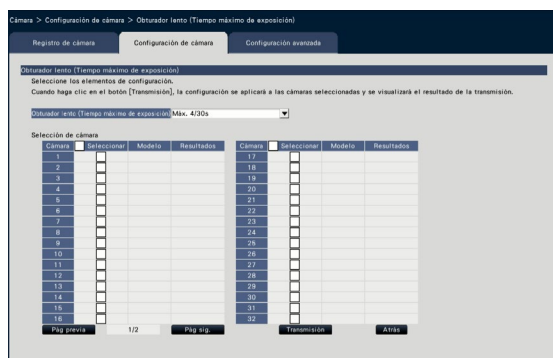 Cámara > Configuración de cámara > Obturador lento (Tiempo máximo de exposición)
Registro de cámara Configuración de cámara Configuración avanzada
Obturador lento (Tiempo máximo de exposición)
Seleccione los elementos de configuración.
Cuando haga clic en el botón [Transmisión], la configuración se aplicará a las cámaras seleccionadas y se visualizará el resultado de la transmisión.
Obturador lento (Tiempo máximo de exposición) Máx. 4/30s
Selección de cámara
Cámara Seleccionar Modelo Resultados Cámara Seleccionar Modelo Resultados
1 17
2 18
3 19
4 20
5 21
6 22
7 23
8 24
9 25
10 26
11 27
12 28
13 29
14 30
15 31
16 32
Pág previa 1/2 Pág sig. Transmisión Atrás